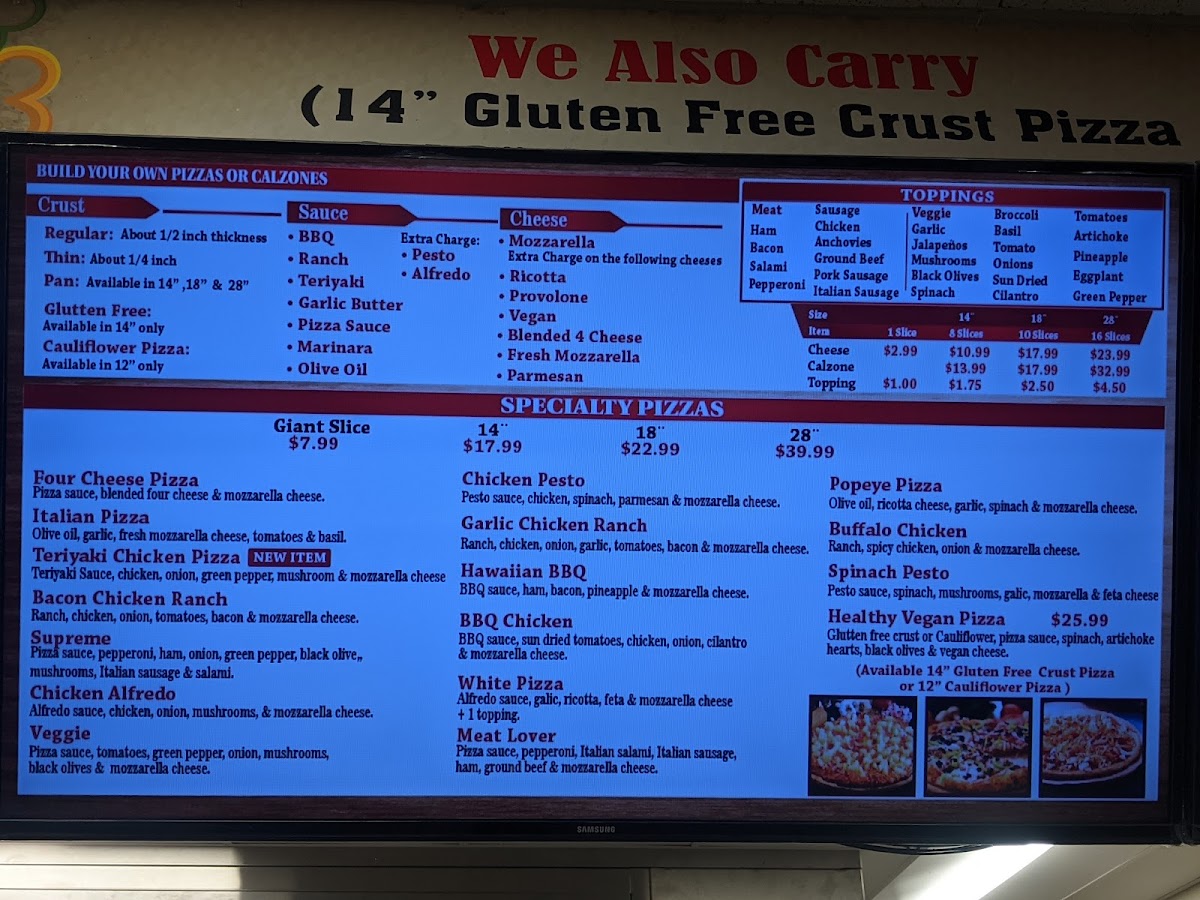 We Also Carry
(14” Gluten Free Crust Pizza
BUILD YOUR OWN PIZZAS OR CALZONES
Crust
Regular: About 1/2 inch thickness
Thin: About 1/4 inch
Pan: Available in 14” ,18” & 28”
Gluten Free:
Available in 14” only
Cauliflower Pizza:
Available in 12” only
Sauce
• BBQ
• Ranch
• Teriyaki
• Garlic Butter
• Pizza Sauce
• Marinara
• Olive Oil
Extra Charge:
• Pesto
• Alfredo
Cheese
• Mozzarella
Extra Charge on the following cheeses
• Ricotta
• Provolone
• Vegan
• Blended 4 Cheese
• Fresh Mozzarella
• Parmesan
TOPPINGS
Meat
Ham
Bacon
Salami
Pepperoni
Sausage
Chicken
Anchovies
Ground Beef
Pork Sausage
Italian Sausage
Veggie
Garlic
Jalapeños
Mushrooms
Black Olives
Spinach
Broccoli
Basil
Tomato
Onions
Sun Dried
Cilantro
Tomatoes
Artichoke
Pineapple
Eggplant
Green Pepper
Size 14¨ 18¨ 28¨
Item 1 Slice 8 Slices 10 Slices 16 Slices
Cheese $2.99 $10.99 $17.99 $23.99
Calzone $13.99 $17.99 $32.99
Topping $1.00 $1.75 $2.50 $4.50
SPECIALTY PIZZAS
Giant Slice 14¨ 18¨ 28¨
$7.99 $17.99 $22.99 $39.99
Four Cheese Pizza
Pizza sauce, blended four cheese & mozzarella cheese.
Italian Pizza
Olive oil, garlic, fresh mozzarella cheese, tomatoes & basil.
Teriyaki Chicken Pizza NEW ITEM
Teriyaki Sauce, chicken, onion, green pepper, mushroom & mozzarella cheese
Bacon Chicken Ranch
Ranch, chicken, onion, tomatoes, bacon & mozzarella cheese.
Supreme
Pizza sauce, pepperoni, ham, onion, green pepper, black olive,,
mushrooms, Italian sausage & salami.
Chicken Alfredo
Alfredo sauce, chicken, onion, mushrooms, & mozzarella cheese.
Veggie
Pizza sauce, tomatoes, green pepper, onion, mushrooms,
black olives & mozzarella cheese.
Chicken Pesto
Pesto sauce, chicken, spinach, parmesan & mozzarella cheese.
Garlic Chicken Ranch
Ranch, chicken, onion, garlic, tomatoes, bacon & mozzarella cheese.
Hawaiian BBQ
BBQ sauce, ham, bacon, pineapple & mozzarella cheese.
BBQ Chicken
BBQ sauce, sun dried tomatoes, chicken, onion, cilantro
& mozzarella cheese.
White Pizza
Alfredo sauce, galic, ricotta, feta & mozzarella cheese
+ 1 topping.
Meat Lover
Pizza sauce, pepperoni, Italian salami, Italian sausage,
ham, ground beef & mozzarella cheese.
Popeye Pizza
Olive oil, ricotta cheese, garlic, spinach & mozzarella cheese.
Buffalo Chicken
Ranch, spicy chicken, onion & mozzarella cheese.
Spinach Pesto
Pesto sauce, spinach, mushrooms, galic, mozzarella & feta cheese
Healthy Vegan Pizza $25.99
Glutten free crust or Cauliflower, pizza sauce, spinach, artichoke
hearts, black olives & vegan cheese.
(Available 14” Gluten Free Crust Pizza
or 12” Cauliflower Pizza )
SAMSUNG